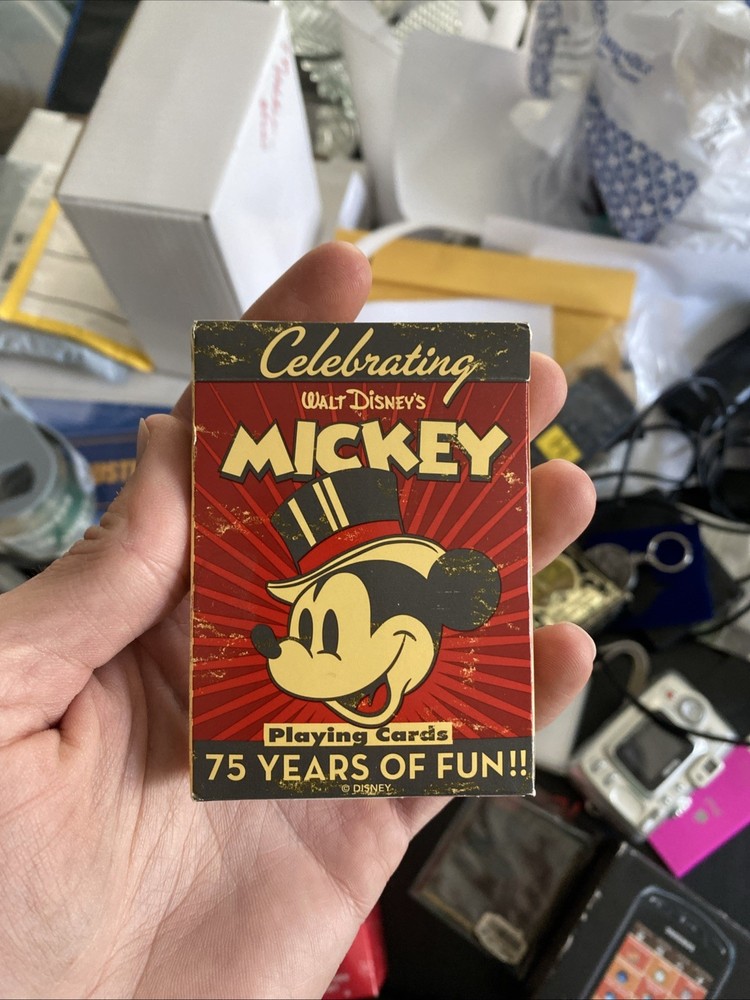 Celebrating
WALT DISNEY'S
MICKEY
Playing Cards
75 YEARS OF FUN!!
© DISNEY